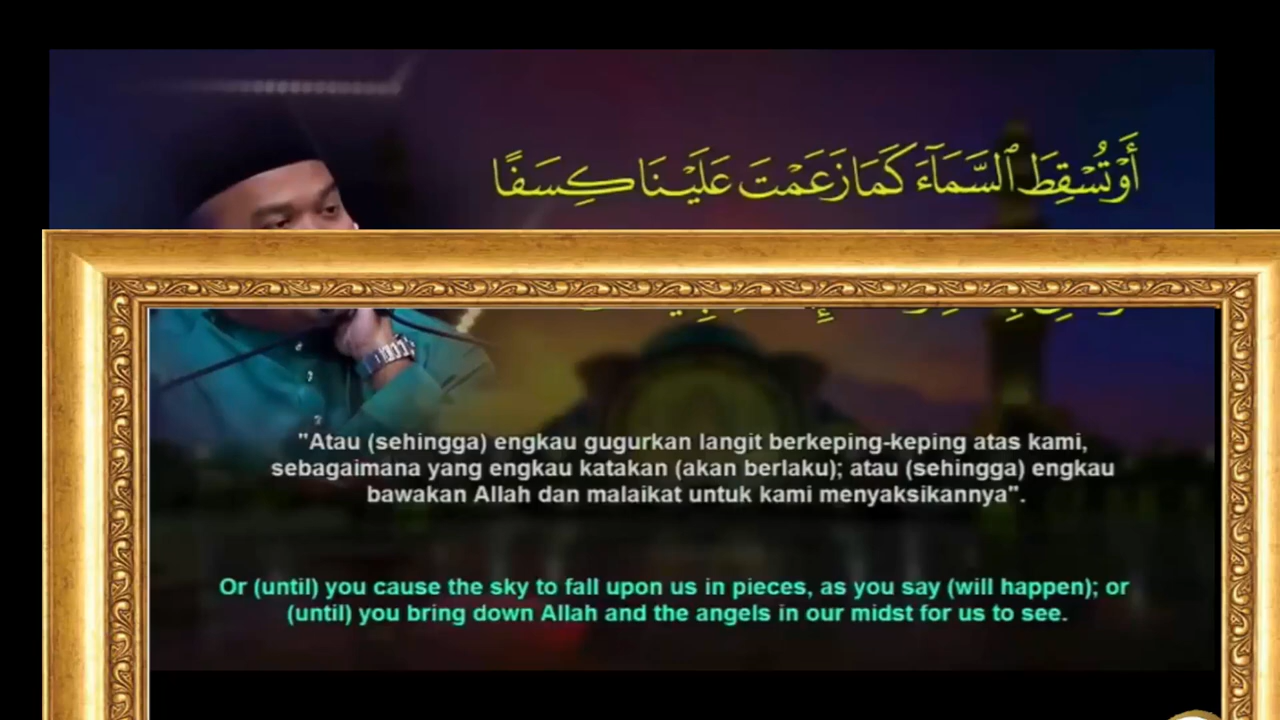 أَوْ تُسْقِطَ ٱلسَّمَآءَ كَمَا زَعَمْتَ عَلَيْنَا كِسَفًا
"Atau (sehingga) engkau gugurkan langit berkeping-keping atas kami,
sebagaimana yang engkau katakan (akan berlaku); atau (sehingga) engkau
bawakan Allah dan malaikat untuk kami menyaksikannya".
Or (until) you cause the sky to fall upon us in pieces, as you say (will happen); or
(until) you bring down Allah and the angels in our midst for us to see.